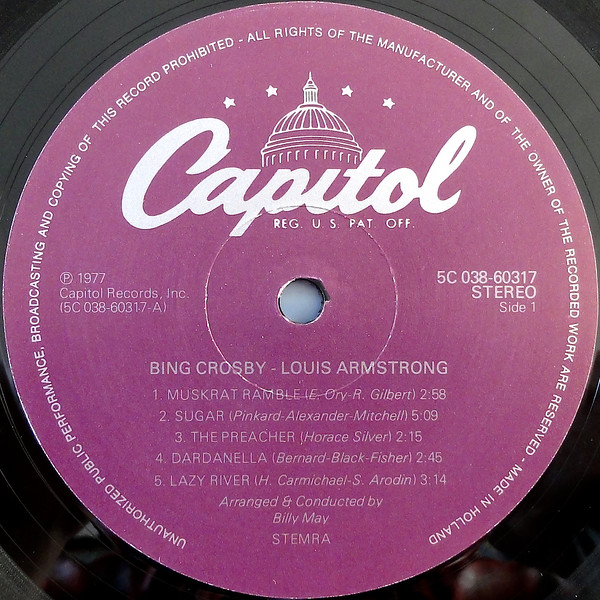 UNAUTHORIZED PUBLIC PERFORMANCE, BROADCASTING AND COPYING OF THIS RECORD PROHIBITED - ALL RIGHTS OF THE MANUFACTURER AND OF THE OWNER OF THE RECORDED WORK ARE RESERVED - MADE IN HOLLAND
Capitol
REG. U.S. PAT. OFF.
℗ 1977
Capitol Records, Inc.
(5C 038-60317-A)
5C 038-60317
STEREO
Side 1
BING CROSBY - LOUIS ARMSTRONG
1. MUSKRAT RAMBLE (E. Ory-R. Gilbert) 2:58
2. SUGAR (Pinkard-Alexander-Mitchell) 5:09
3. THE PREACHER (Horace Silver) 2:15
4. DARDANELLA (Bernard-Black-Fisher) 2:45
5. LAZY RIVER (H. Carmichael-S. Arodin) 3:14
Arranged & Conducted by
Billy May
STEMRA